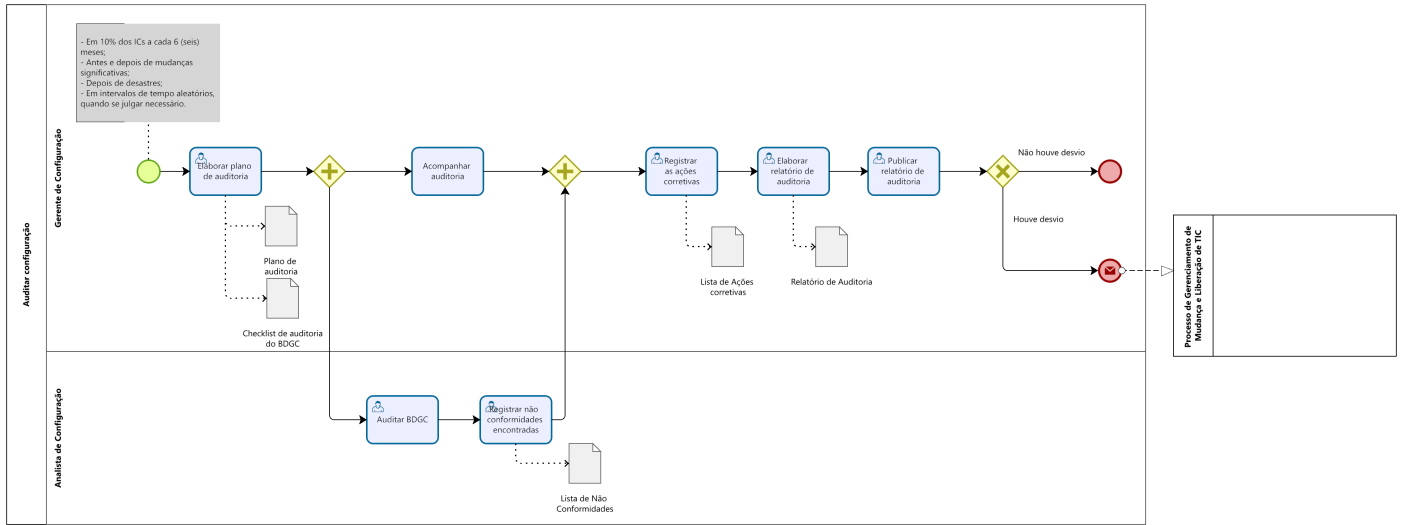 Auditar configuração
Gerente de Configuração
- Em 10% dos ICs a cada 6 (seis)
meses;
- Antes e depois de mudanças
significativas;
- Depois de desastres;
- Em intervalos de tempo aleatórios,
quando se julgar necessário.
Elaborar plano
de auditoria
Acompanhar
auditoria
Registrar
as ações
corretivas
Elaborar
relatório de
auditoria
Publicar
relatório de
auditoria
Não houve desvio
Houve desvio
Plano de
auditoria
Checklist de auditoria
do BDGC
Lista de Ações
corretivas
Relatório de Auditoria
Processo de Gerenciamento de
Mudança e Liberação de TIC
Analista de Configuração
Auditar BDGC
Registrar não
conformidades
encontradas
Lista de Não
Conformidades